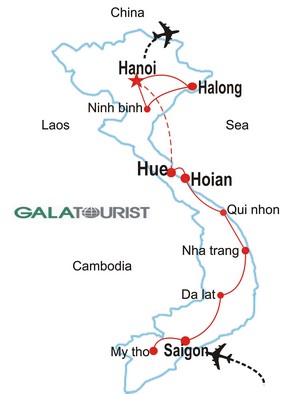 China
Hanoi
Halong
Ninh binh
Laos
Sea
Hue
Hoian
GALATOURIST
Qui nhon
Nha trang
Cambodia
Da lat
My tho
Saigon